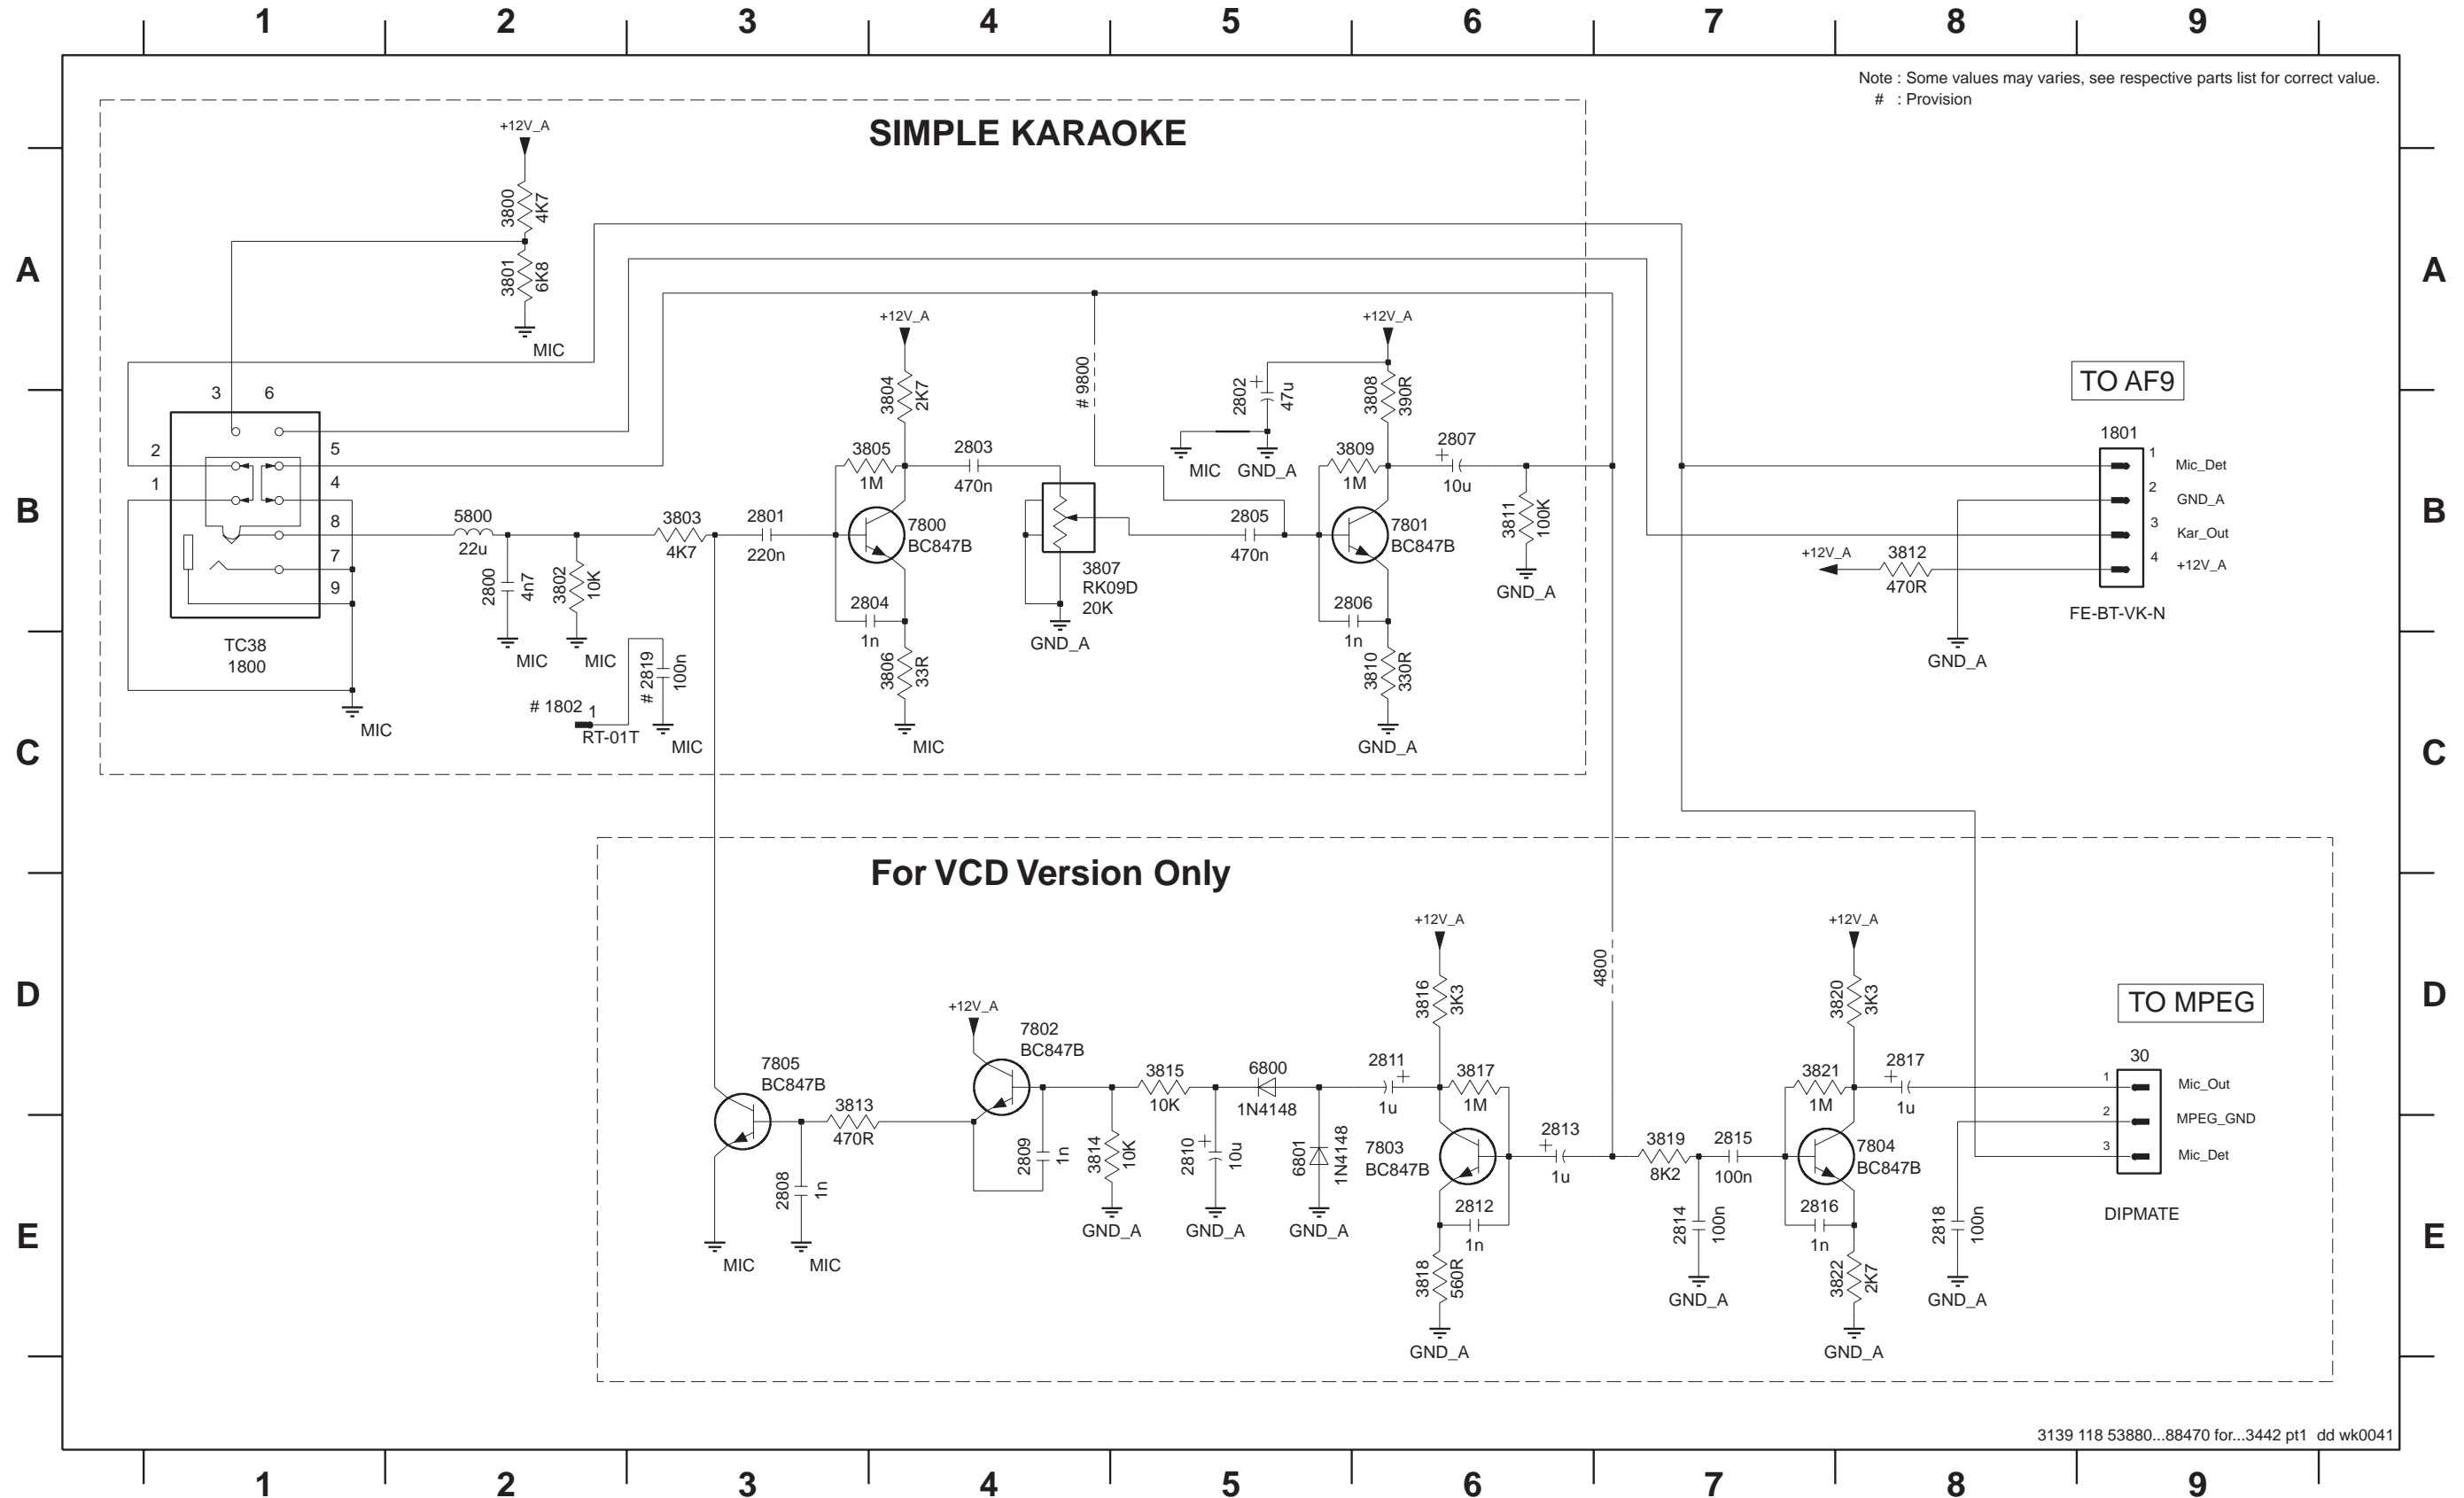 1 2 3 4 5 6 7 8 9
Note : Some values may varies, see respective parts list for correct value.
# : Provision
SIMPLE KARAOKE
+12V_A
3800
4K7
A
3801
6K8
A
MIC
+12V_A
+12V_A
3804
2K7
# 9800
2802
+
47u
3808
390R
TO AF9
3 6
2
5
1
4
8
7
9
TC38
1800
MIC
3805
1M
2803
470n
MIC
GND_A
3809
1M
2807
+
10u
1801
1
Mic_Det
2
GND_A
3
Kar_Out
4
+12V_A
FE-BT-VK-N
B
5800
22u
2800
4n7
3802
10K
3803
4K7
2801
220n
7800
BC847B
3807
RK09D
20K
GND_A
2805
470n
7801
BC847B
3811
100K
GND_A
+12V_A
3812
470R
GND_A
B
MIC
MIC
2804
1n
3806
33R
MIC
2806
1n
3810
330R
GND_A
# 1802
1
RT-01T
# 2819
100n
MIC
C
C
For VCD Version Only
+12V_A
+12V_A
3816
3K3
4800
3820
3K3
TO MPEG
D
+12V_A
D
7802
BC847B
7805
BC847B
3815
10K
6800
1N4148
2811
+
1u
3817
1M
3821
1M
2817
+
1u
30
1
Mic_Out
2
MPEG_GND
3
Mic_Det
DIPMATE
3813
470R
2809
1n
3814
10K
2810
+
10u
6801
1N4148
7803
BC847B
2813
+
1u
3819
8K2
2815
100n
7804
BC847B
2808
1n
GND_A
GND_A
GND_A
2812
1n
2814
100n
2816
1n
2818
100n
E
MIC
MIC
3818
560R
GND_A
3822
2K7
GND_A
E
GND_A
GND_A
3139 118 53880...88470 for...3442 pt1 dd wk0041
1 2 3 4 5 6 7 8 9